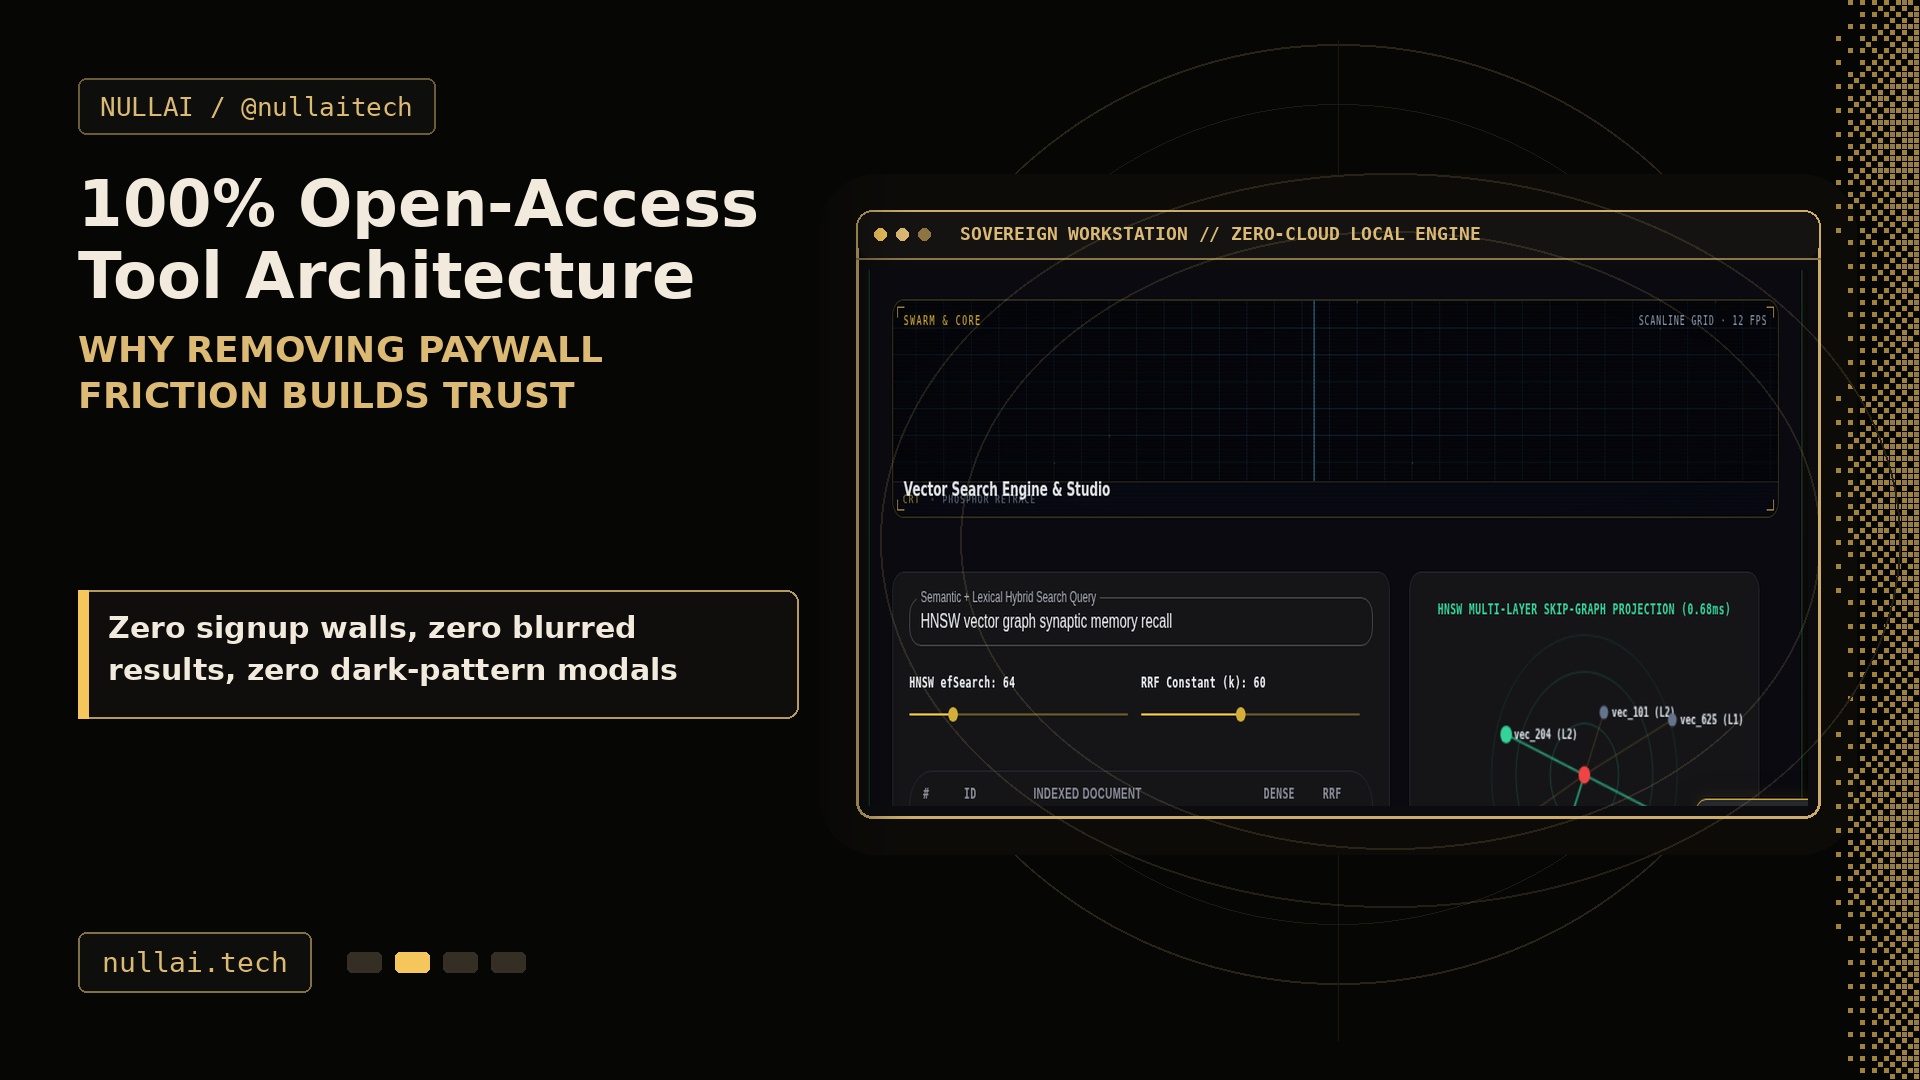 NULLAI / @nullaitech
100% Open-Access
Tool Architecture
WHY REMOVING PAYWALL
FRICTION BUILDS TRUST
Zero signup walls, zero blurred
results, zero dark-pattern modals
nullai.tech
SOVEREIGN WORKSTATION // ZERO-CLOUD LOCAL ENGINE
SWARM & CORE
SCANLINE GRID · 12 FPS
Vector Search Engine & Studio
CRT · PHOSPHOR RETRACE
Semantic + Lexical Hybrid Search Query
HNSW vector graph synaptic memory recall
HNSW efSearch: 64
RRF Constant (k): 60
# ID INDEXED DOCUMENT DENSE RRF
HNSW MULTI-LAYER SKIP-GRAPH PROJECTION (0.68ms)
vec_101 (L2)
vec_625 (L1)
vec_204 (L2)